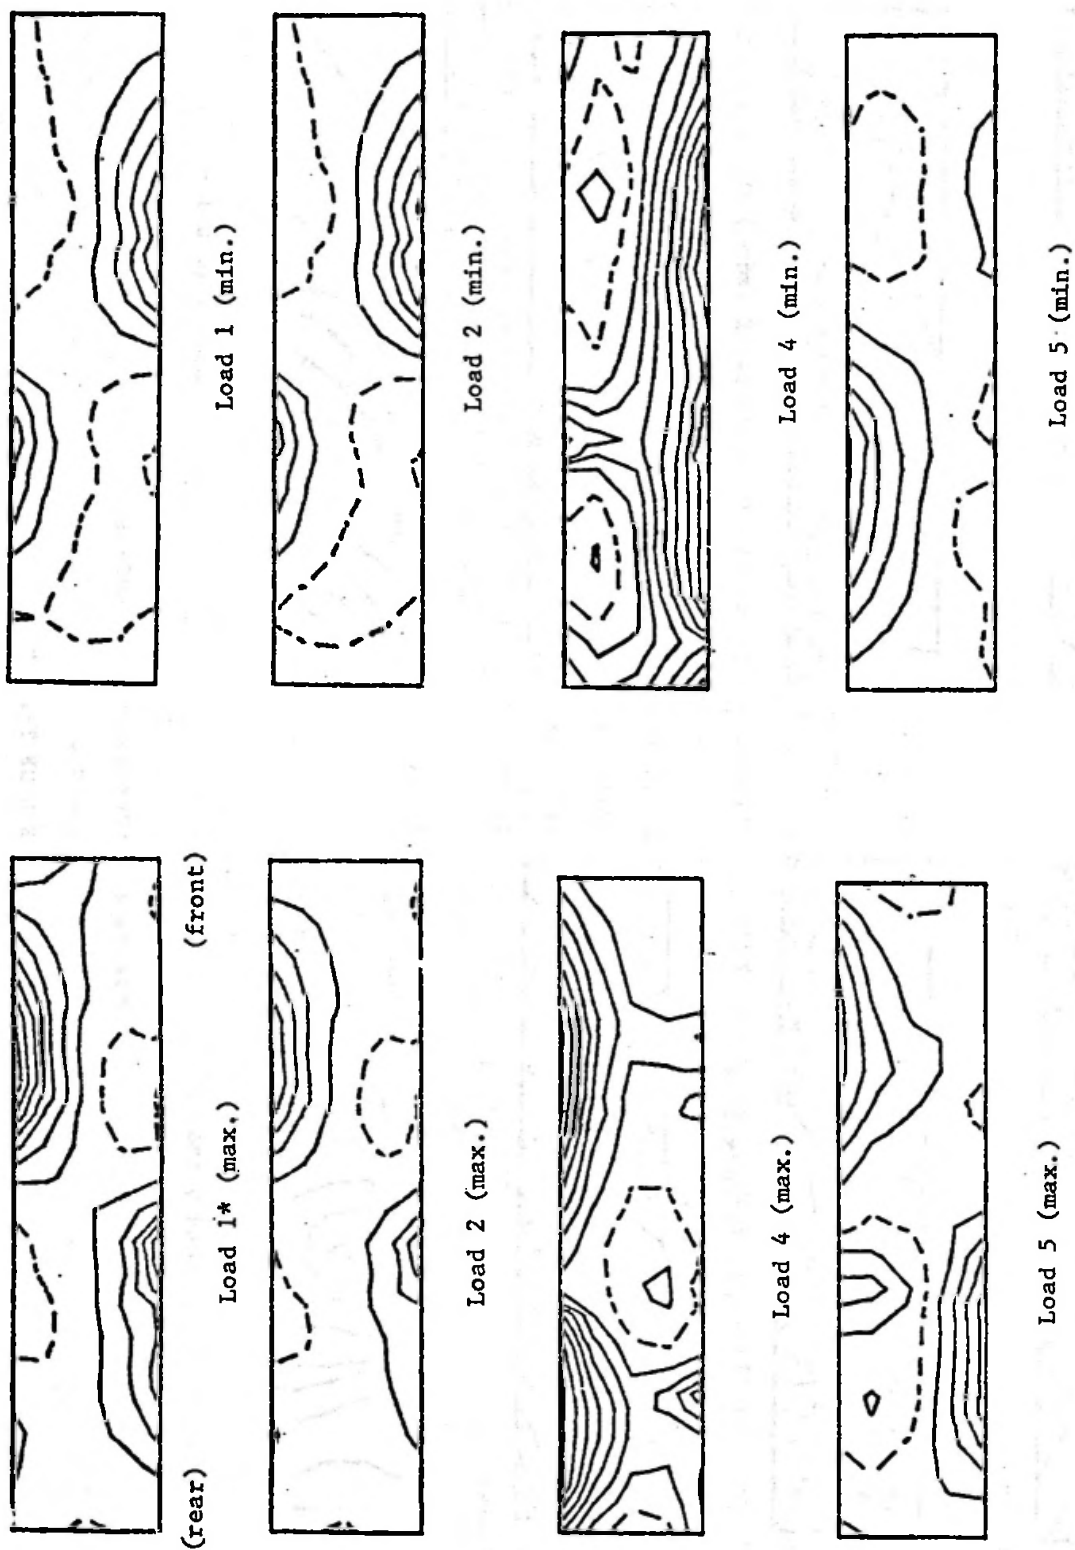 (rear) (front)
Load 1* (max.)
Load 1 (min.)
Load 2 (max.)
Load 2 (min.)
Load 4 (max.)
Load 4 (min.)
Load 5 (max.)
Load 5 (min.)